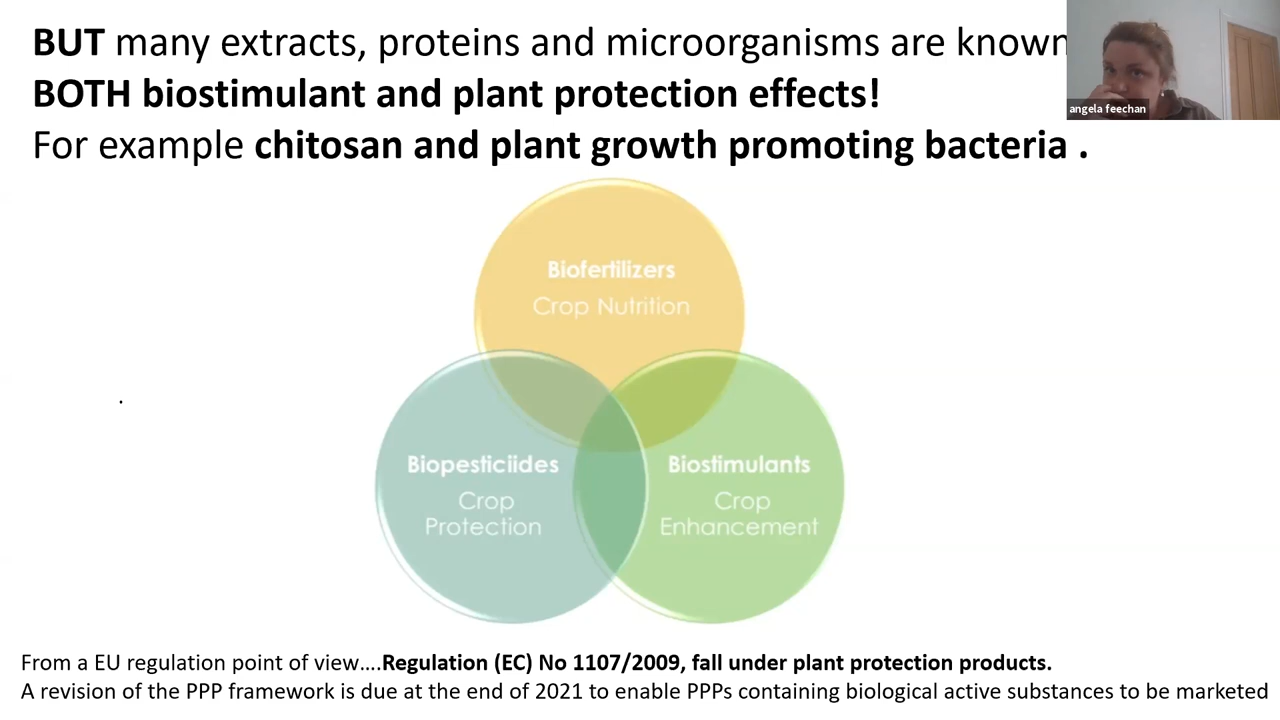 BUT many extracts, proteins and microorganisms are known
BOTH biostimulant and plant protection effects!
For example chitosan and plant growth promoting bacteria .
angela feechan
Biofertilizers
Crop Nutrition
Biopesticiides
Crop
Protection
Biostimulants
Crop
Enhancement
.
From a EU regulation point of view....Regulation (EC) No 1107/2009, fall under plant protection products.
A revision of the PPP framework is due at the end of 2021 to enable PPPs containing biological active substances to be marketed